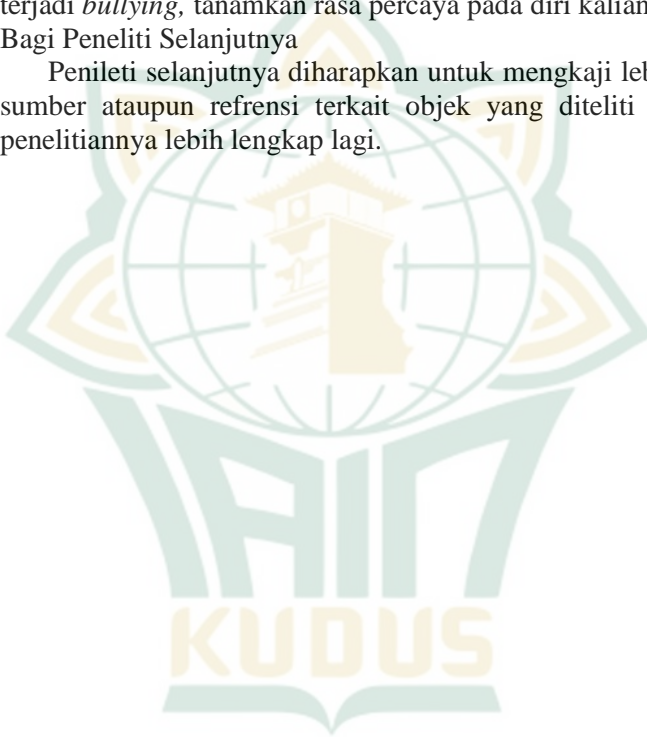 terjadi bullying, tanamkan rasa percaya pada diri kalian
Bagi Peneliti Selanjutnya
Penileti selanjutnya diharapkan untuk mengkaji leb
sumber ataupun refrensi terkait objek yang diteliti
penelitiannya lebih lengkap lagi.
IAIN
KUDUS